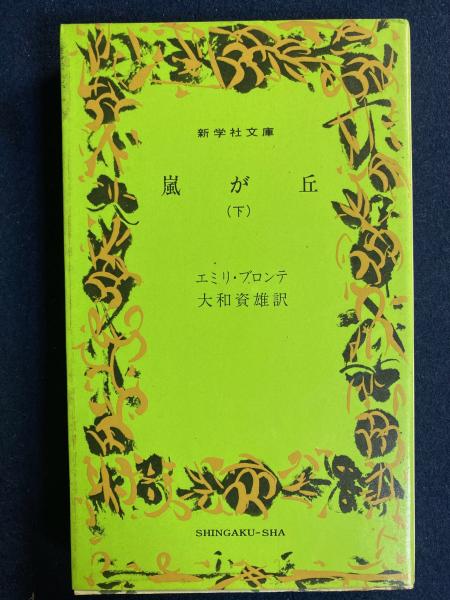 新学社文庫
嵐が丘
(下)
エミリ・ブロンテ
大和資雄訳
SHINGAKU-SHA